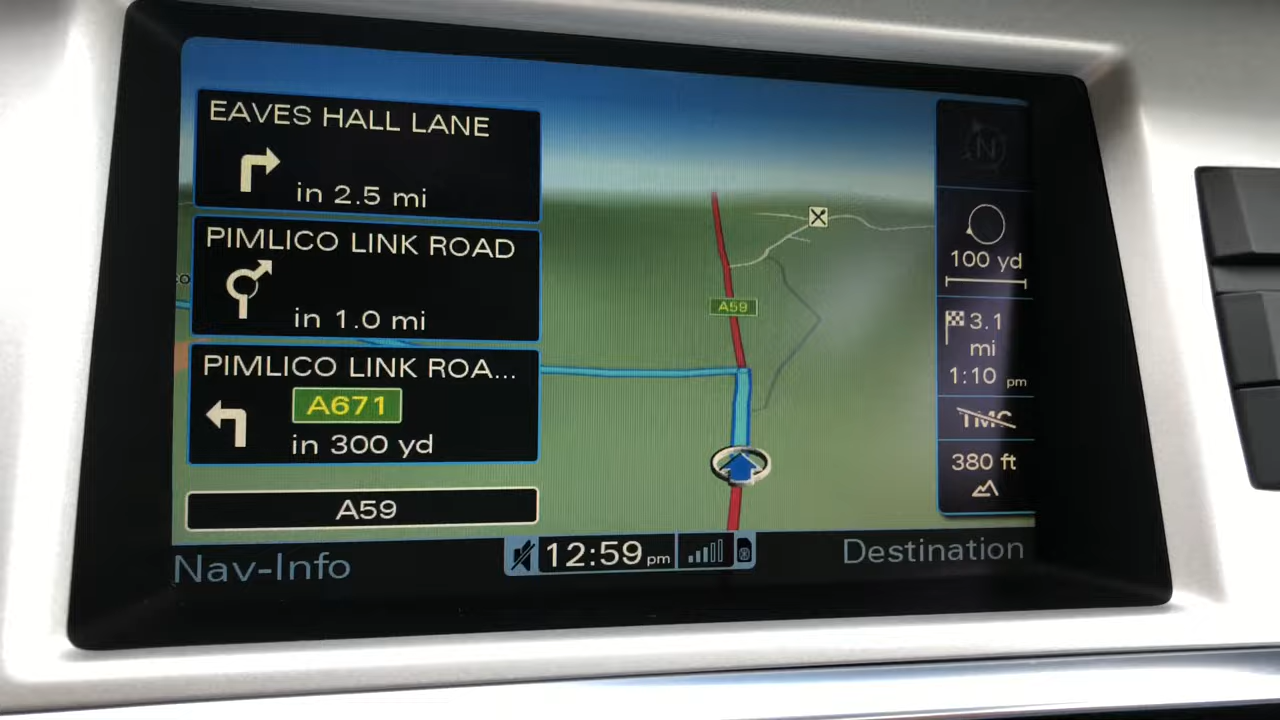 EAVES HALL LANE
in 2.5 mi
PIMLICO LINK ROAD
in 1.0 mi
PIMLICO LINK ROA...
A671
in 300 yd
A59
Nav-Info
A59
12:59 pm
N
100 yd
3.1
mi
1:10 pm
TMC
380 ft
Destination